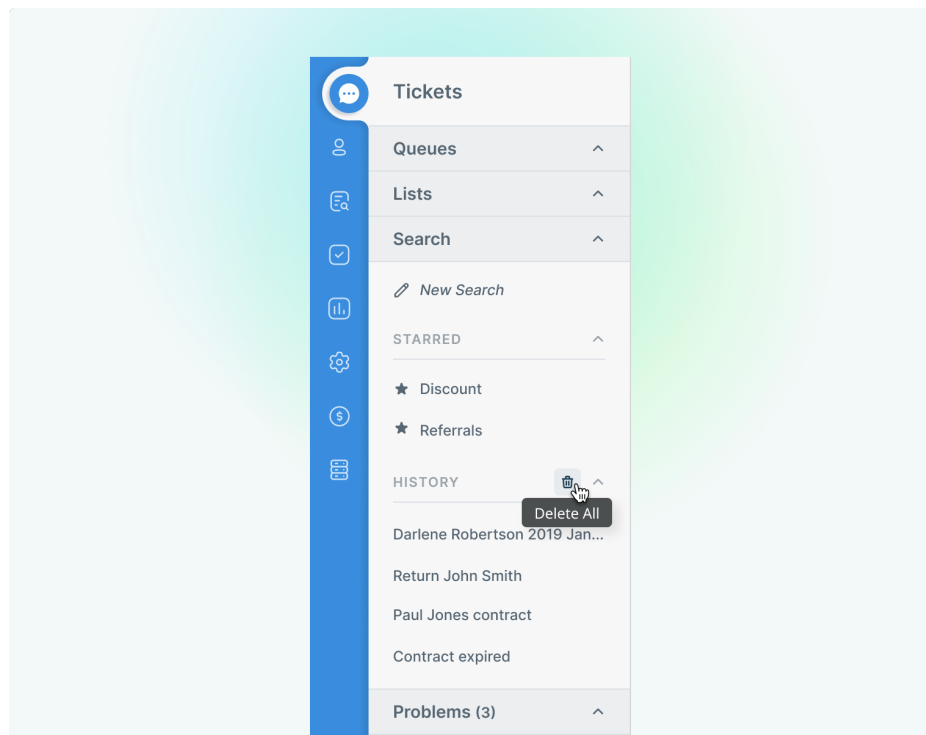 Tickets
Queues
Lists
Search
New Search
STARRED
Discount
Referrals
HISTORY
Delete All
Darlene Robertson 2019 Jan...
Return John Smith
Paul Jones contract
Contract expired
Problems (3)